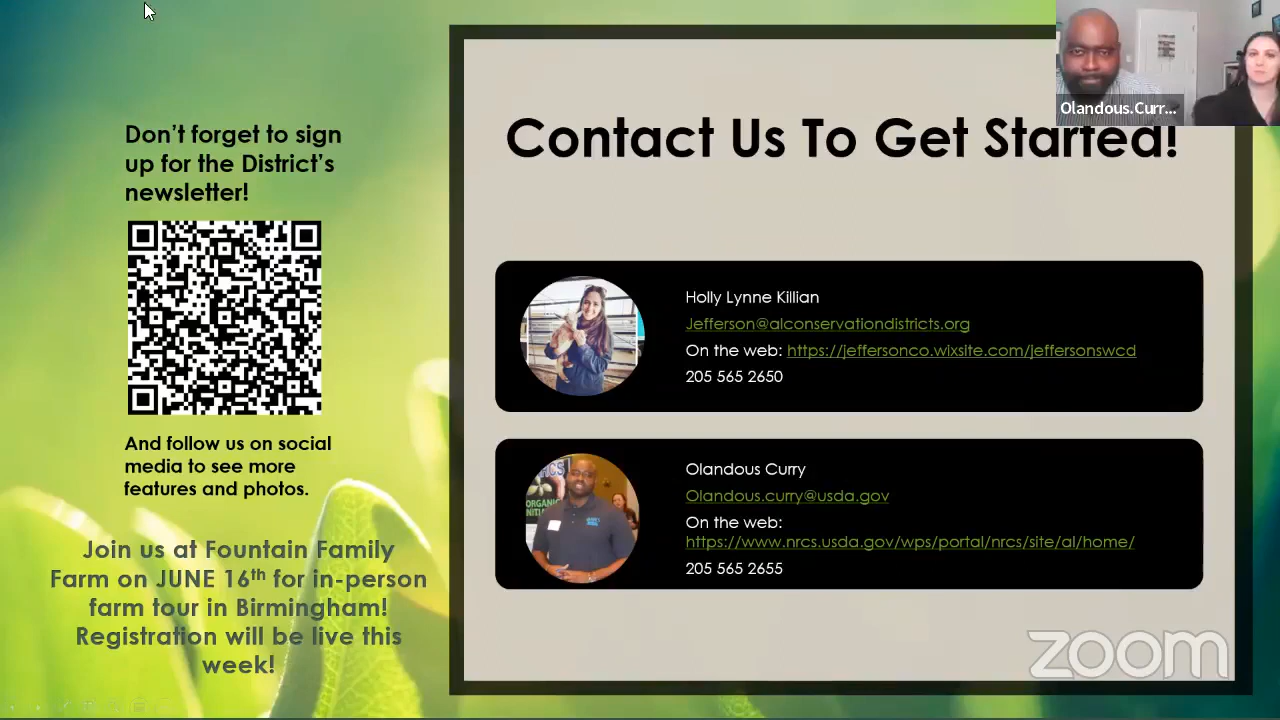 Don't forget to sign
up for the District's
newsletter!
And follow us on social
media to see more
features and photos.
Join us at Fountain Family
Farm on JUNE 16th for in-person
farm tour in Birmingham!
Registration will be live this
week!
Contact Us To Get Started!
Holly Lynne Killian
Jefferson@alconservationdistricts.org
On the web: https://jeffersonco.wixsite.com/jeffersonswcd
205 565 2650
Olandous Curry
Olandous.curry@usda.gov
On the web:
https://www.nrcs.usda.gov/wps/portal/nrcs/site/al/home/
205 565 2655
Olandous.Curr...
zoom